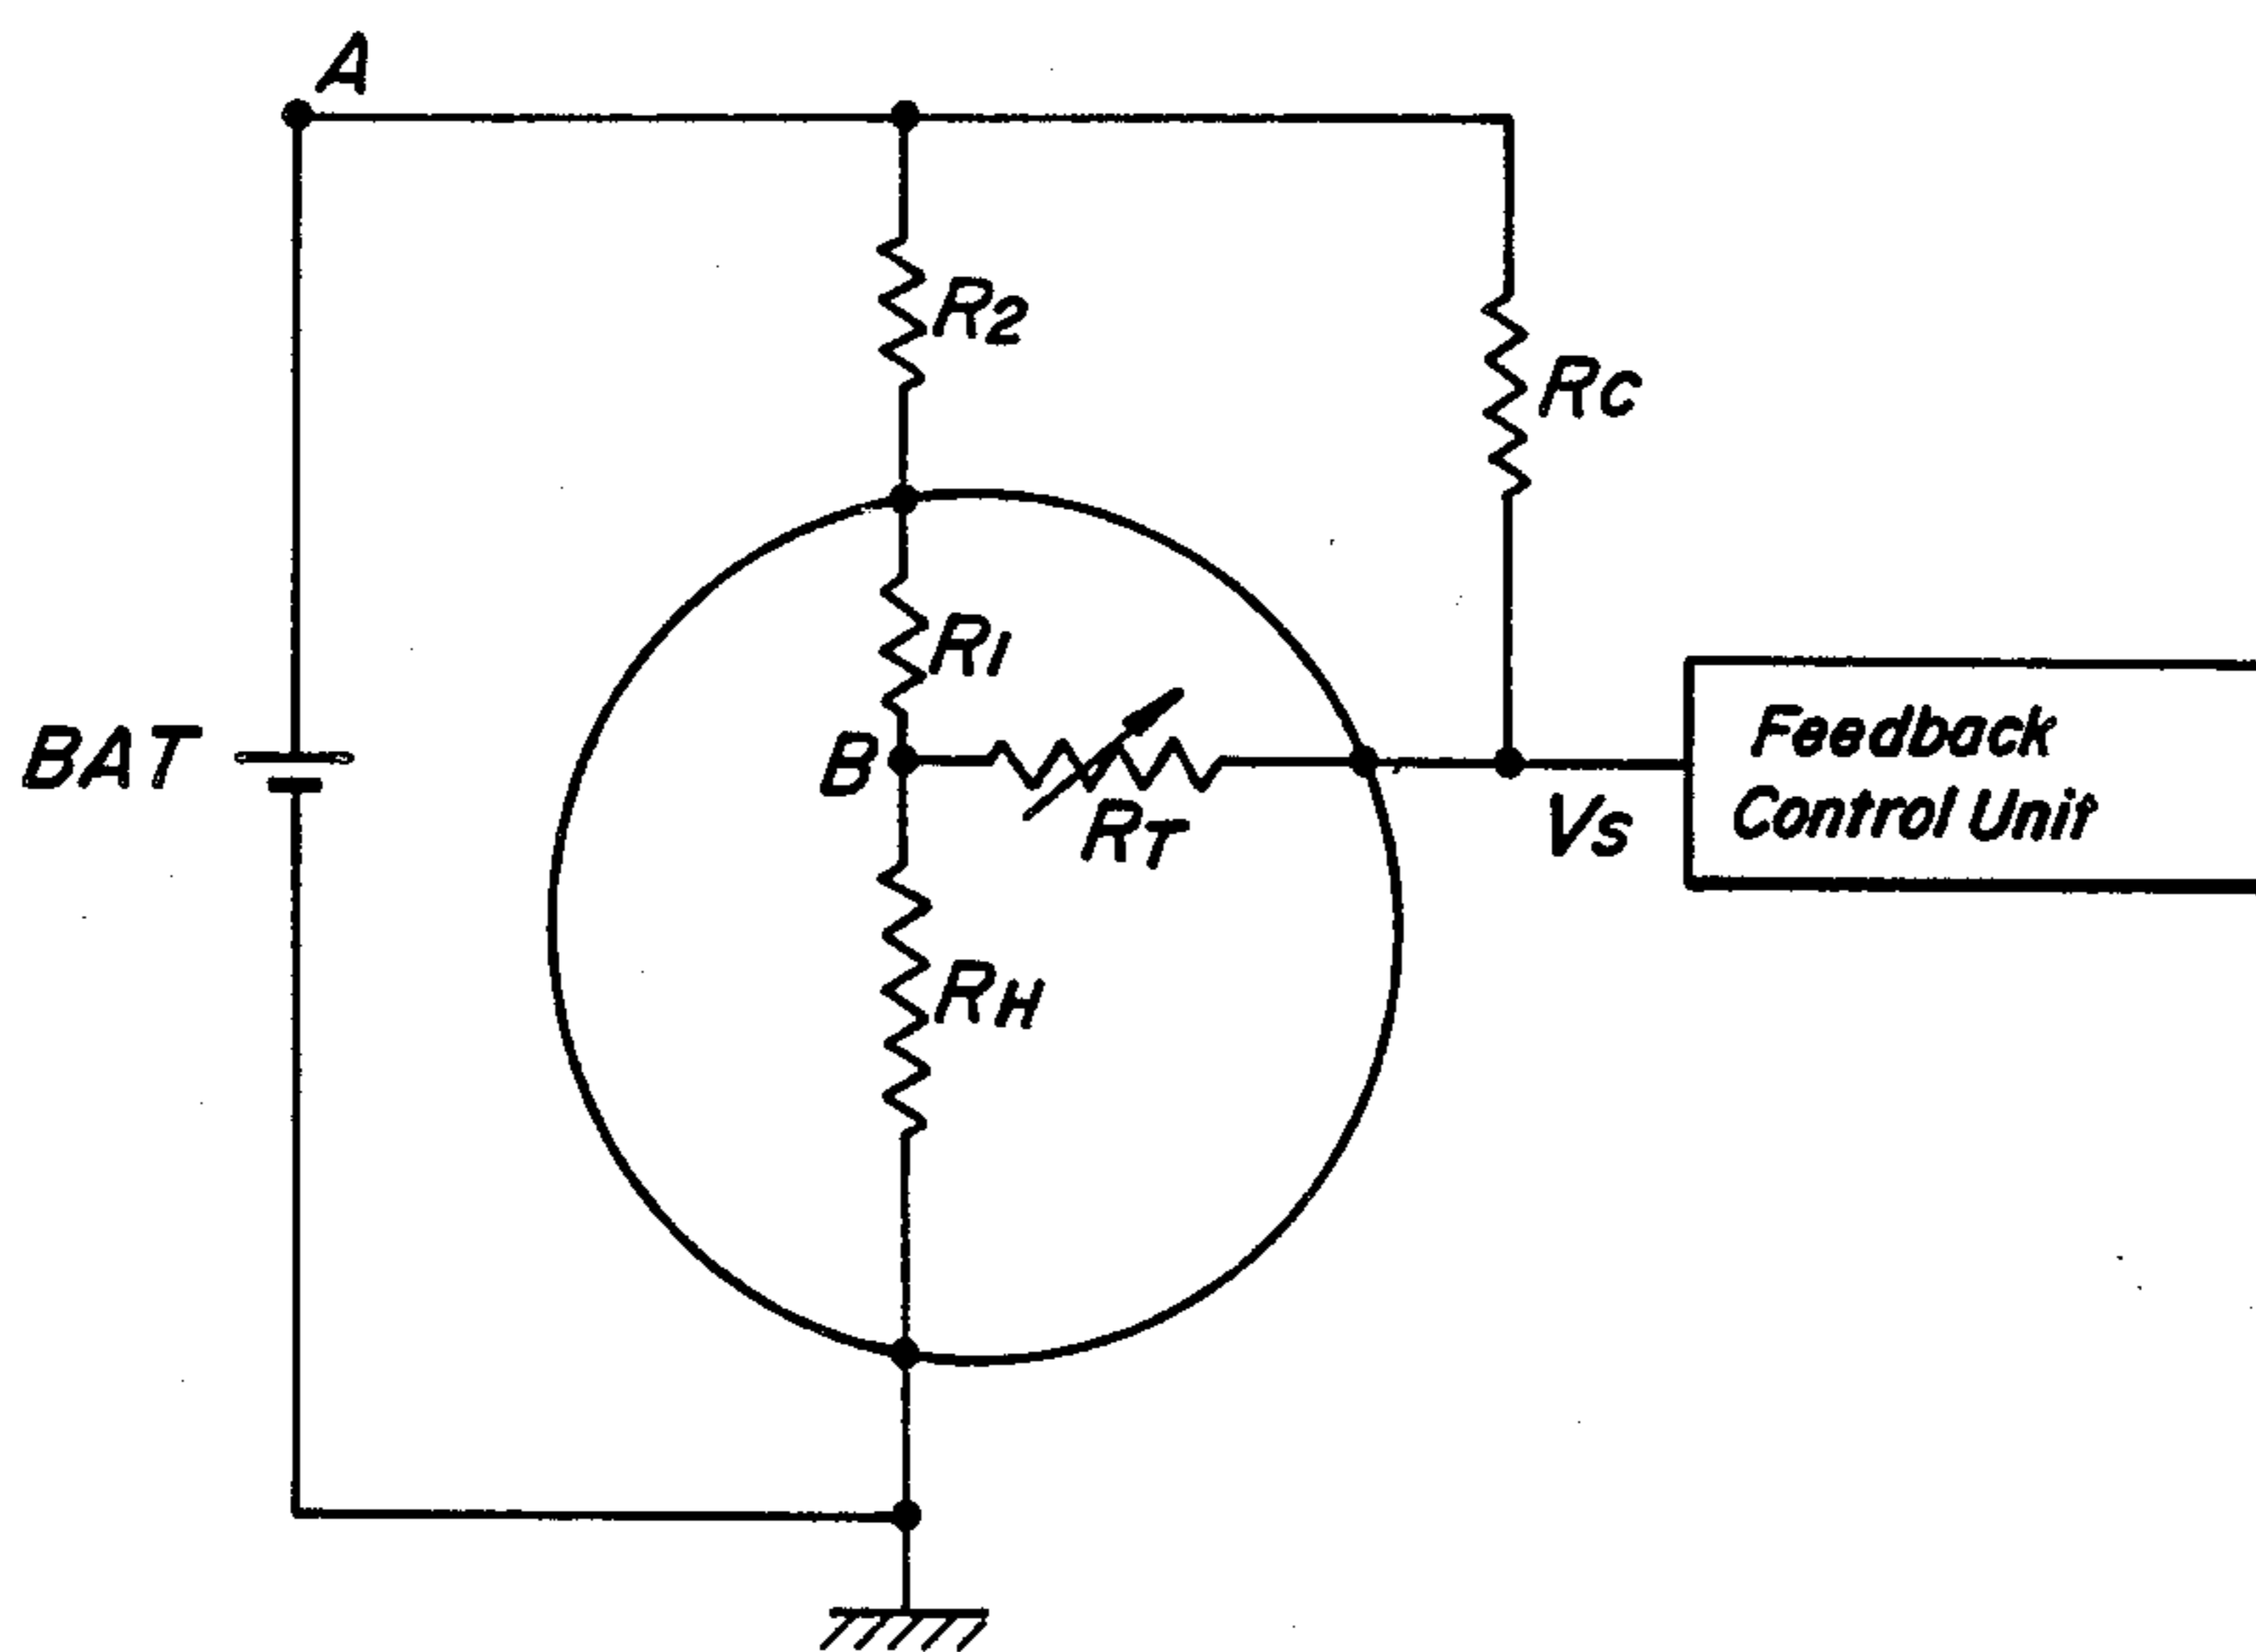 A
R2
RC
R1
BAT
B
RT
Vs
Feedback
Control Unit
RH